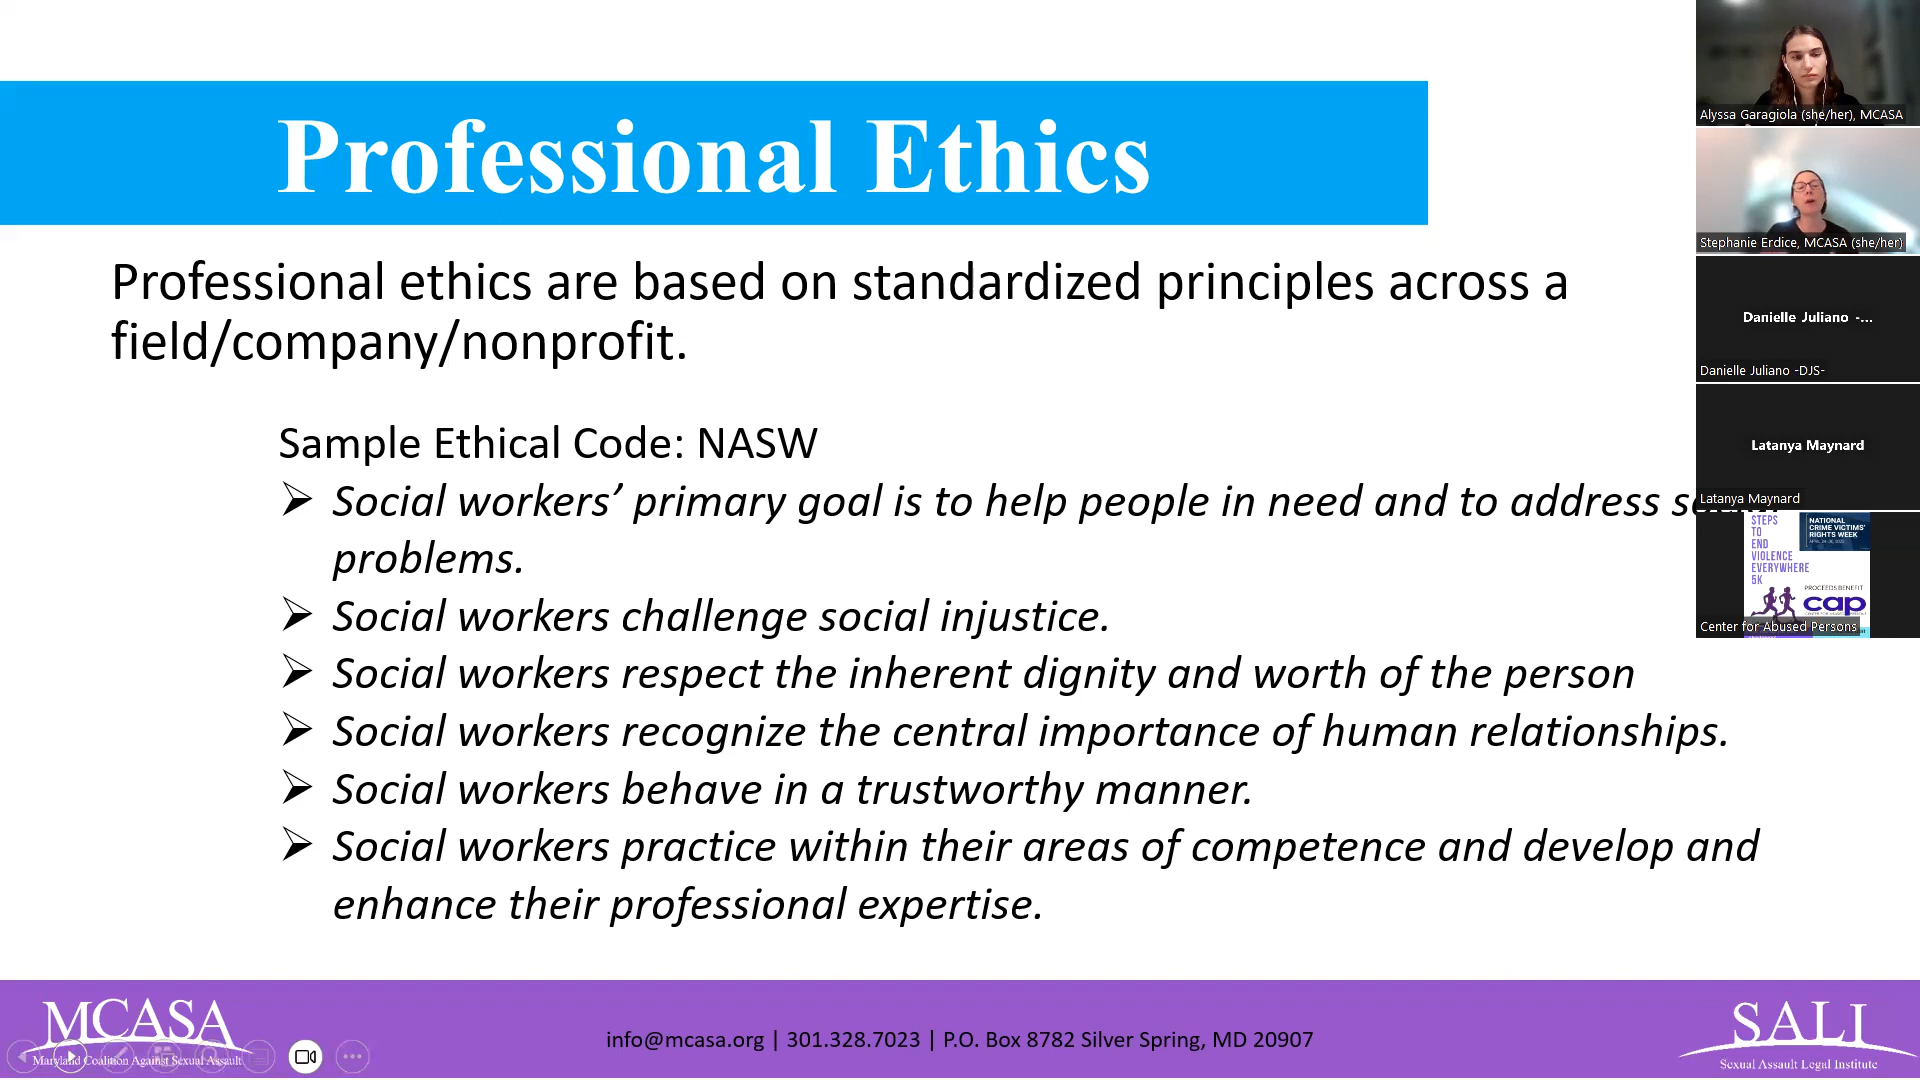 Professional Ethics
Professional ethics are based on standardized principles across a
field/company/nonprofit.
Sample Ethical Code: NASW
➢ Social workers’ primary goal is to help people in need and to address
problems.
➢ Social workers challenge social injustice.
➢ Social workers respect the inherent dignity and worth of the person
➢ Social workers recognize the central importance of human relationships.
➢ Social workers behave in a trustworthy manner.
➢ Social workers practice within their areas of competence and develop and
enhance their professional expertise.
Alyssa Garagiola (she/her), MCASA
Stephanie Erdice, MCASA (she/her)
Danielle Juliano -...
Danielle Juliano -DJS-
Latanya Maynard
Latanya Maynard
STEPS
TO
END
VIOLENCE
EVERYWHERE
5K
NATIONAL
CRIME VICTIMS'
RIGHTS WEEK
PROCEEDS BENEFIT
cap
Center for Abused Persons
MCASA
Maryland Coalition Against Sexual Assault
info@mcasa.org | 301.328.7023 | P.O. Box 8782 Silver Spring, MD 20907
SALI
Sexual Assault Legal Institute